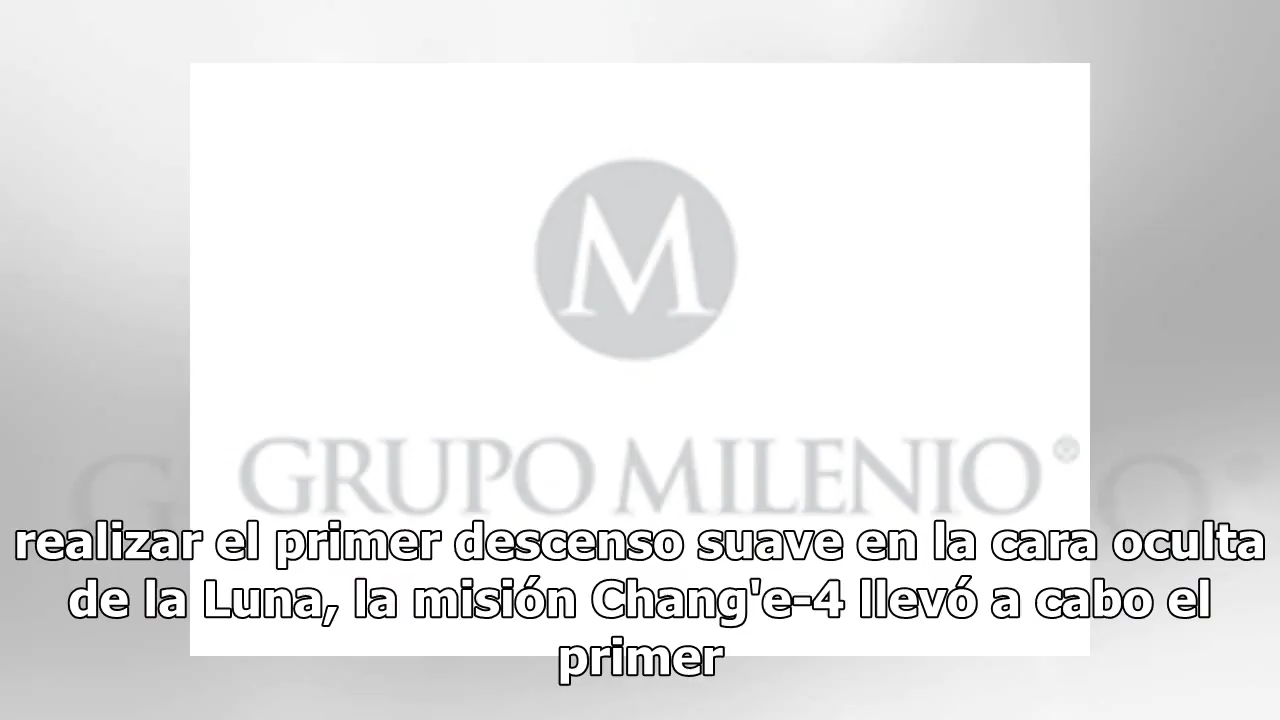 M
GRUPO MILENIO®
realizar el primer descenso suave en la cara oculta
de la Luna, la misión Chang'e-4 llevó a cabo el
primer